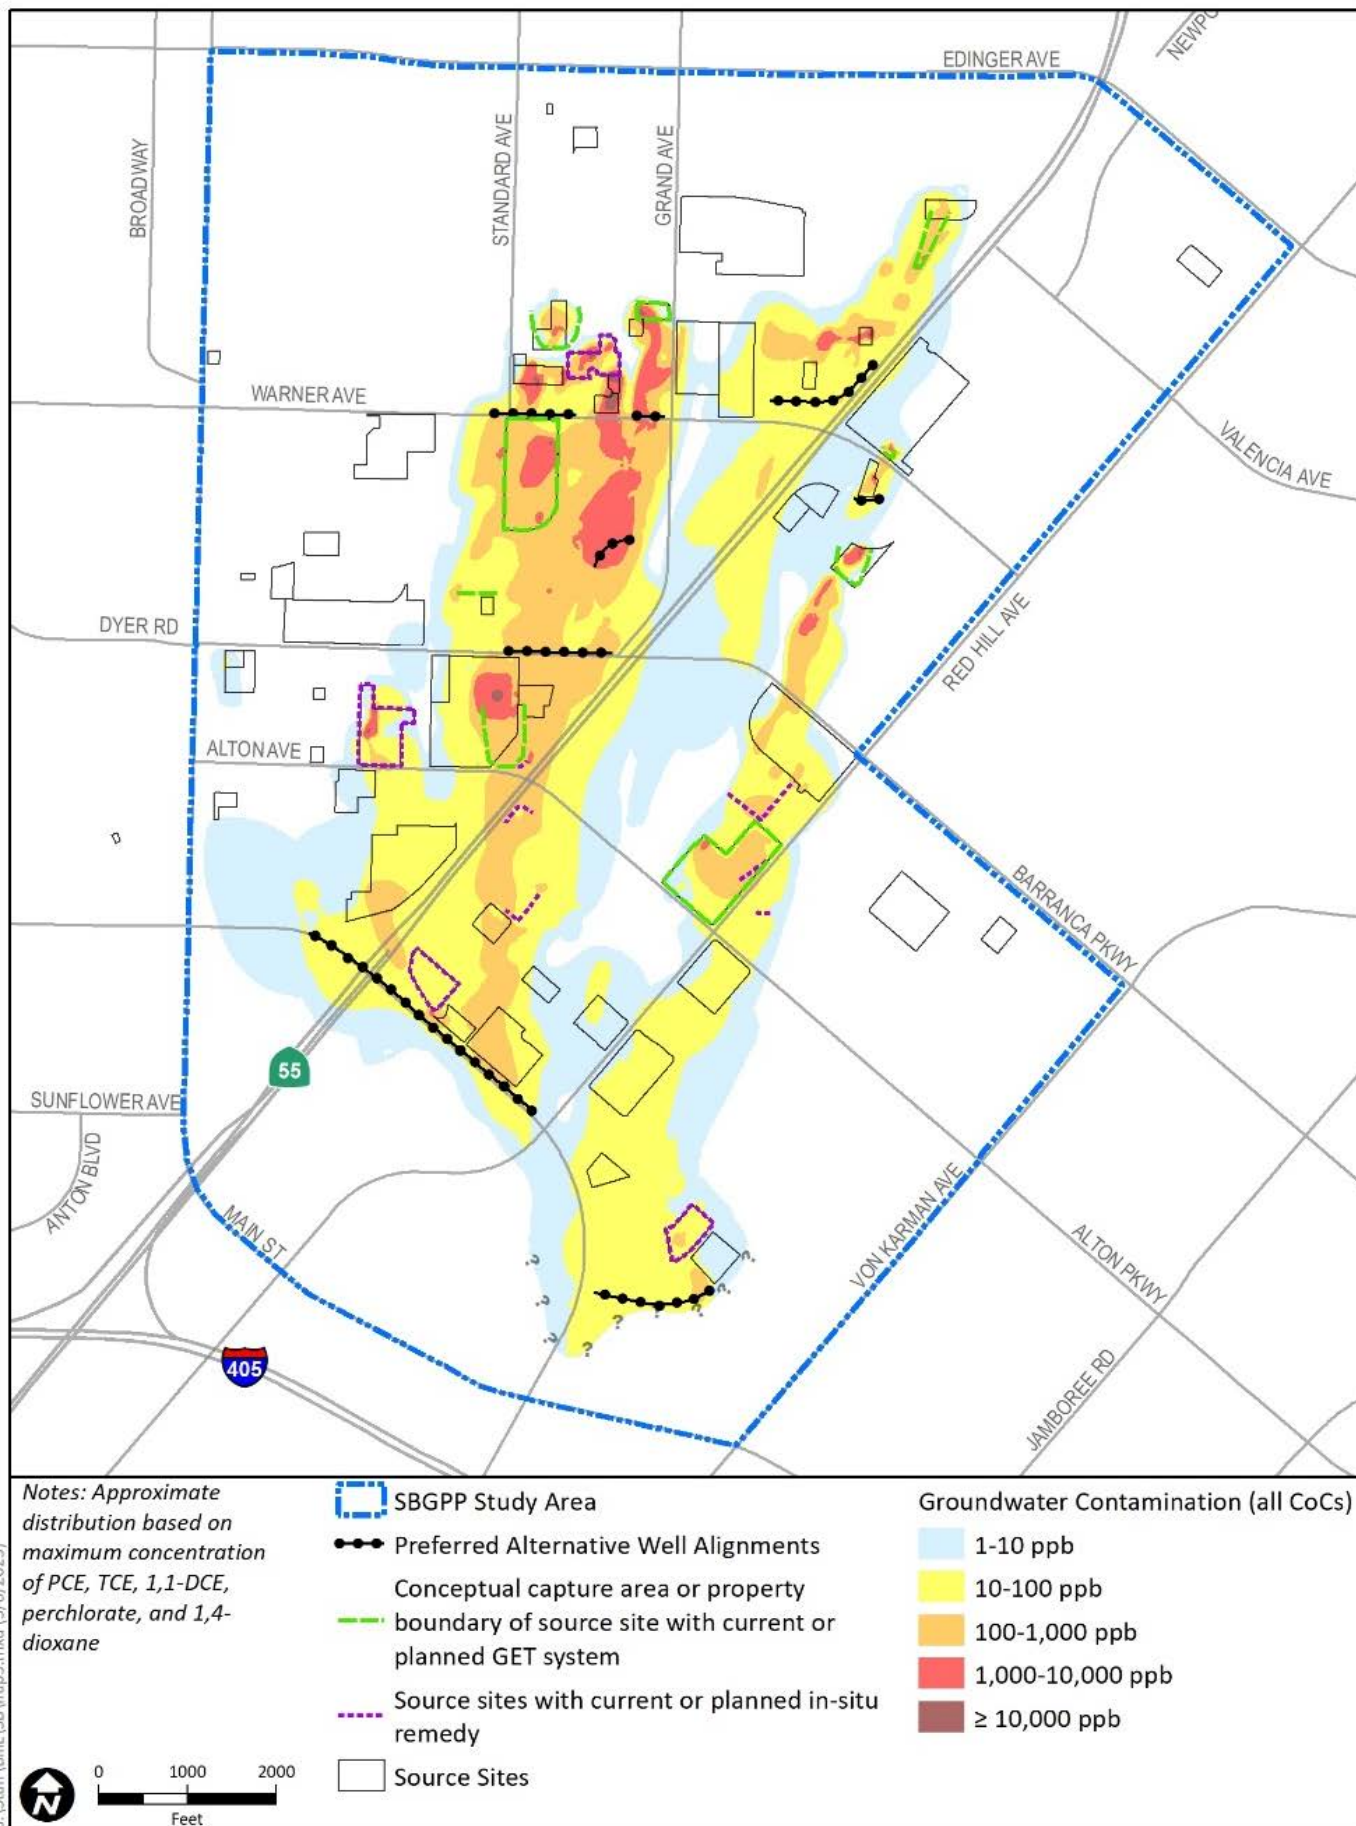 EDINGER AVE
NEWPO
BROADWAY
STANDARD AVE
GRAND AVE
WARNER AVE
VALENCIA AVE
DYER RD
RED HILL AVE
ALTON AVE
BARRANCA PKWY
55
SUNFLOWER AVE
ANTON BLVD
MAIN ST
VON KARMAN AVE
ALTON PKWY
JAMBOREE RD
405
?
?
?
?
?
?
?
?
?
Notes: Approximate
distribution based on
maximum concentration
of PCE, TCE, 1,1-DCE,
perchlorate, and 1,4-
dioxane
N
0 1000 2000
Feet
SBGPP Study Area
Preferred Alternative Well Alignments
Conceptual capture area or property
boundary of source site with current or
planned GET system
Source sites with current or planned in-situ
remedy
Source Sites
Groundwater Contamination (all CoCs)
1-10 ppb
10-100 ppb
100-1,000 ppb
1,000-10,000 ppb
≥ 10,000 ppb